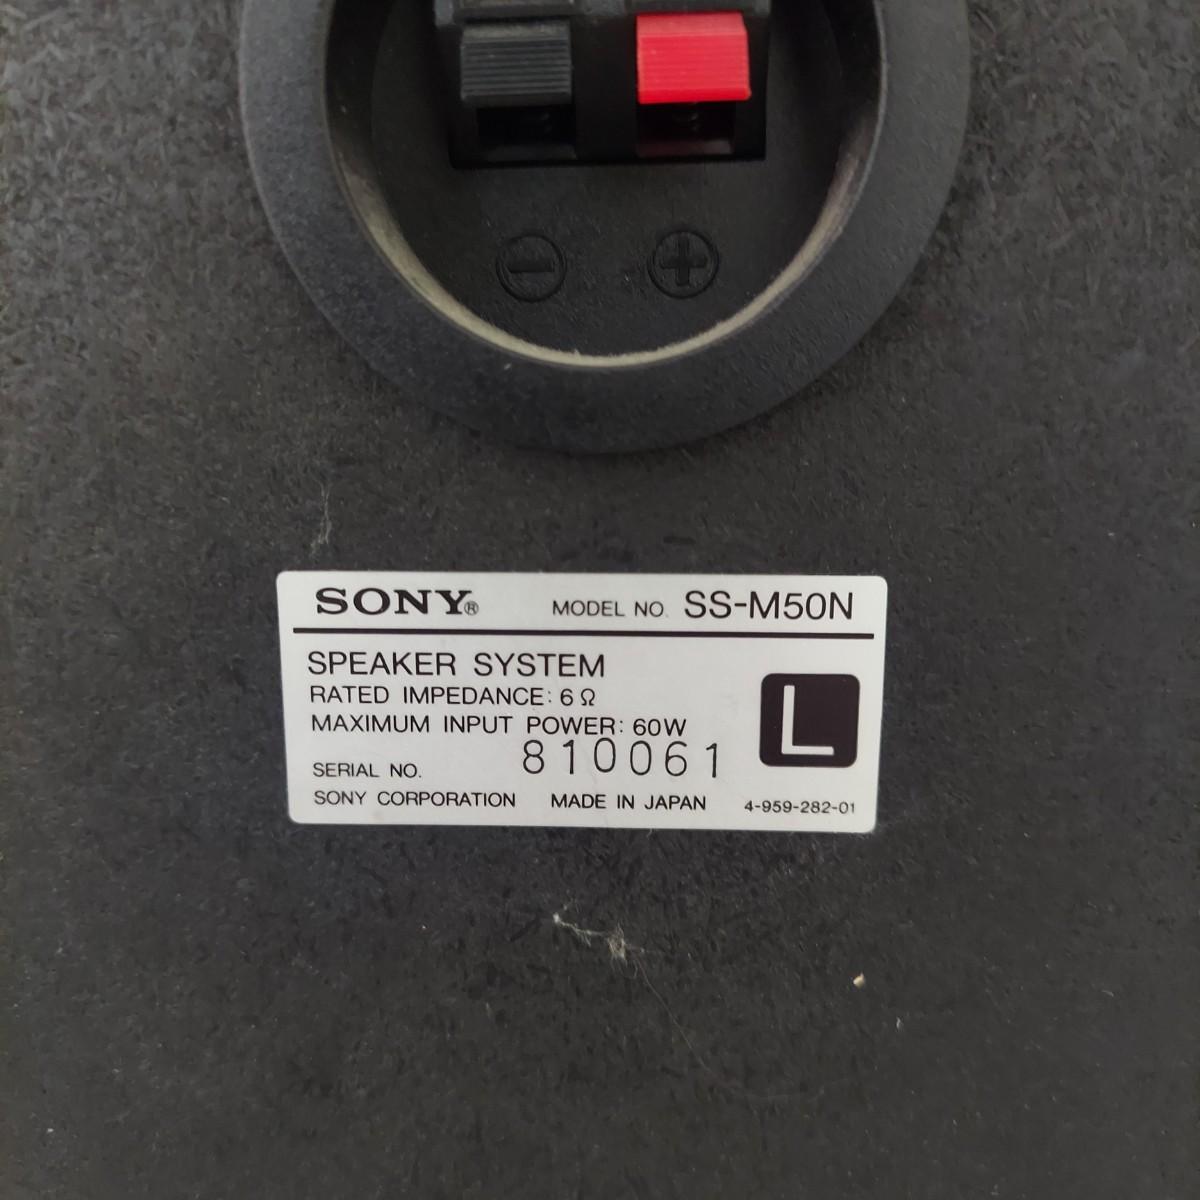 ⊖ ⊕
SONY® MODEL NO. SS-M50N
SPEAKER SYSTEM
RATED IMPEDANCE: 6Ω
MAXIMUM INPUT POWER: 60W
L
SERIAL NO. 810061
SONY CORPORATION MADE IN JAPAN 4-959-282-01